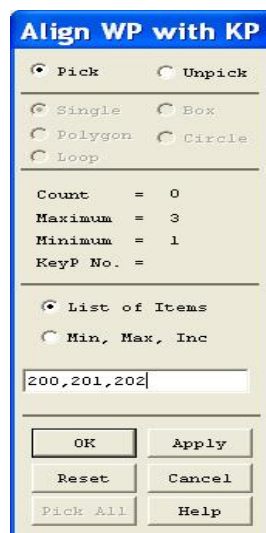 Align WP with KP
Pick Unpick
Single Box
Polygon Circle
Loop
Count = 0
Maximum = 3
Minimum = 1
KeyP No. =
List of Items
Min, Max, Inc
200,201,202
OK Apply
Reset Cancel
Pick All Help